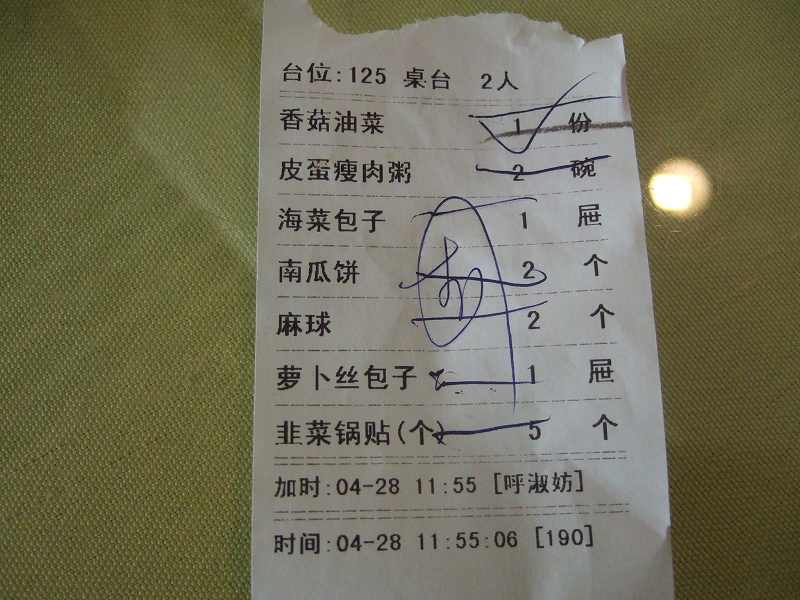 台位:125 桌台 2人
香菇油菜 1 份
皮蛋瘦肉粥 2 碗
海菜包子 1 屉
南瓜饼 2 个
麻球 2 个
萝卜丝包子 1 屉
韭菜锅贴(个) 5 个
加时:04-28 11:55 [呼淑妨]
时间:04-28 11:55:06 [190]